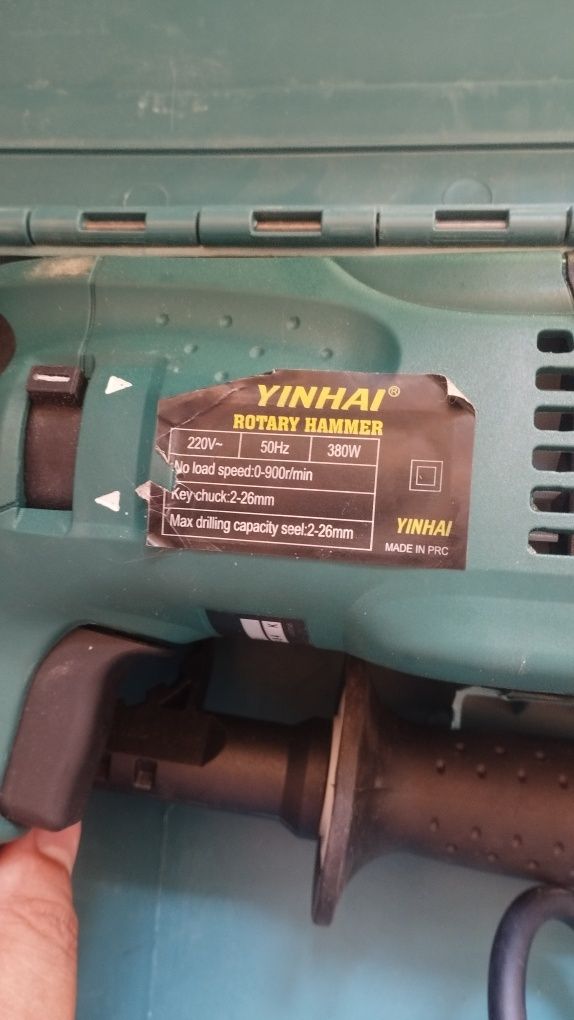 YINHAI®
ROTARY HAMMER
220V~ 50Hz 380W
No load speed:0-900r/min
Key chuck:2-26mm
Max drilling capacity seel:2-26mm
YINHAI
MADE IN PRC